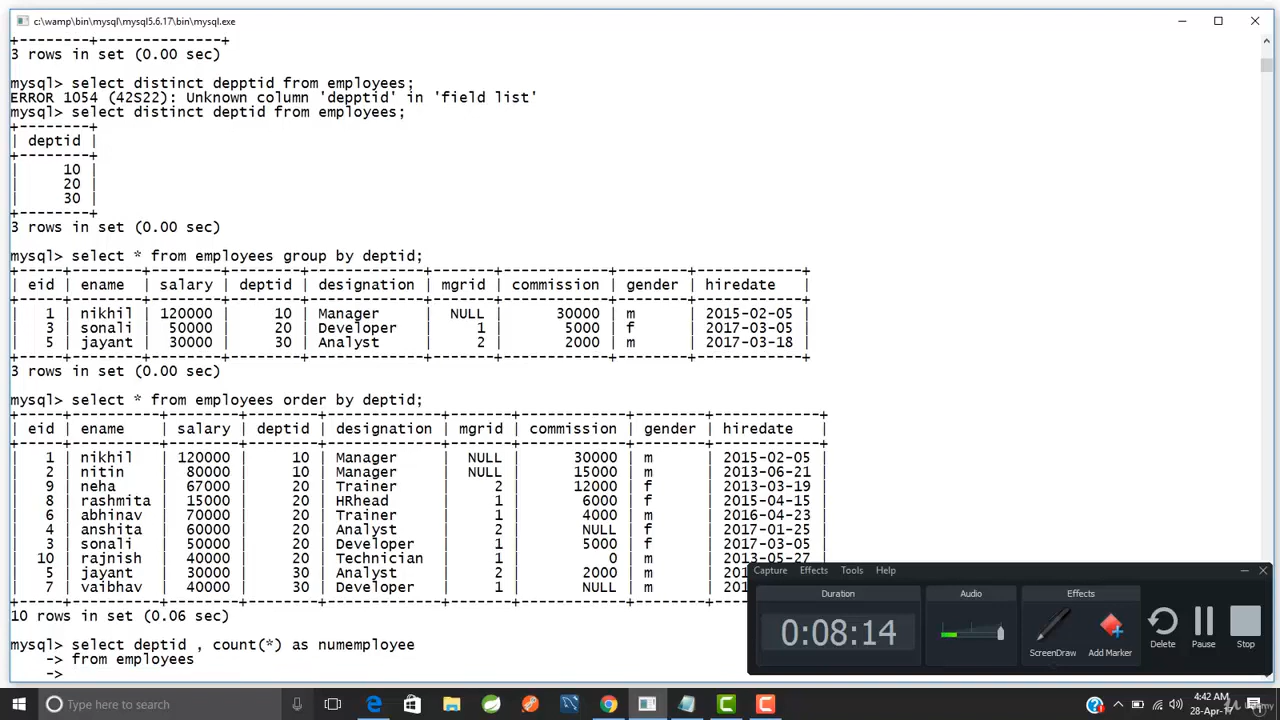 c:\wamp\bin\mysql\mysql5.6.17\bin\mysql.exe
+--------+--------------+
3 rows in set (0.00 sec)
mysql> select distinct depptid from employees;
ERROR 1054 (42S22): Unknown column 'depptid' in 'field list'
mysql> select distinct deptid from employees;
+--------+
| deptid |
+--------+
|     10 |
|     20 |
|     30 |
+--------+
3 rows in set (0.00 sec)
mysql> select * from employees group by deptid;
+-----+--------+--------+--------+-------------+-------+------------+--------+------------+
| eid | ename  | salary | deptid | designation | mgrid | commission | gender | hiredate   |
+-----+--------+--------+--------+-------------+-------+------------+--------+------------+
|   1 | nikhil | 120000 |     10 | Manager     |  NULL |      30000 | m      | 2015-02-05 |
|   3 | sonali |  50000 |     20 | Developer   |     1 |       5000 | f      | 2017-03-05 |
|   5 | jayant |  30000 |     30 | Analyst     |     2 |       2000 | m      | 2017-03-18 |
+-----+--------+--------+--------+-------------+-------+------------+--------+------------+
3 rows in set (0.00 sec)
mysql> select * from employees order by deptid;
+-----+----------+--------+--------+-------------+-------+------------+--------+------------+
| eid | ename    | salary | deptid | designation | mgrid | commission | gender | hiredate   |
+-----+----------+--------+--------+-------------+-------+------------+--------+------------+
|   1 | nikhil   | 120000 |     10 | Manager     |  NULL |      30000 | m      | 2015-02-05 |
|   2 | nitin    |  80000 |     10 | Manager     |  NULL |      15000 | m      | 2013-06-21 |
|   9 | neha     |  67000 |     20 | Trainer     |     2 |      12000 | f      | 2013-03-19 |
|   8 | rashmita |  15000 |     20 | HRhead      |     1 |       6000 | f      | 2015-04-15 |
|   6 | abhinav  |  70000 |     20 | Trainer     |     1 |       4000 | m      | 2016-04-23 |
|   4 | anshita  |  60000 |     20 | Analyst     |     2 |       NULL | f      | 2017-01-25 |
|   3 | sonali   |  50000 |     20 | Developer   |     1 |       5000 | f      | 2017-03-05 |
|  10 | rajnish  |  40000 |     20 | Technician  |     1 |          0 | m      | 2013-05-27 |
|   5 | jayant   |  30000 |     30 | Analyst     |     2 |       2000 | m      |
|   7 | vaibhav  |  40000 |     30 | Developer   |     1 |       NULL | m      |
+-----+----------+--------+--------+-------------+-------+------------+
10 rows in set (0.06 sec)
mysql> select deptid , count(*) as numemployee
    -> from employees
    ->
Capture Effects Tools Help
Duration Audio Effects
0:08:14
ScreenDraw Add Marker Delete Pause Stop
Type here to search
4:42 AM
28-Apr-17